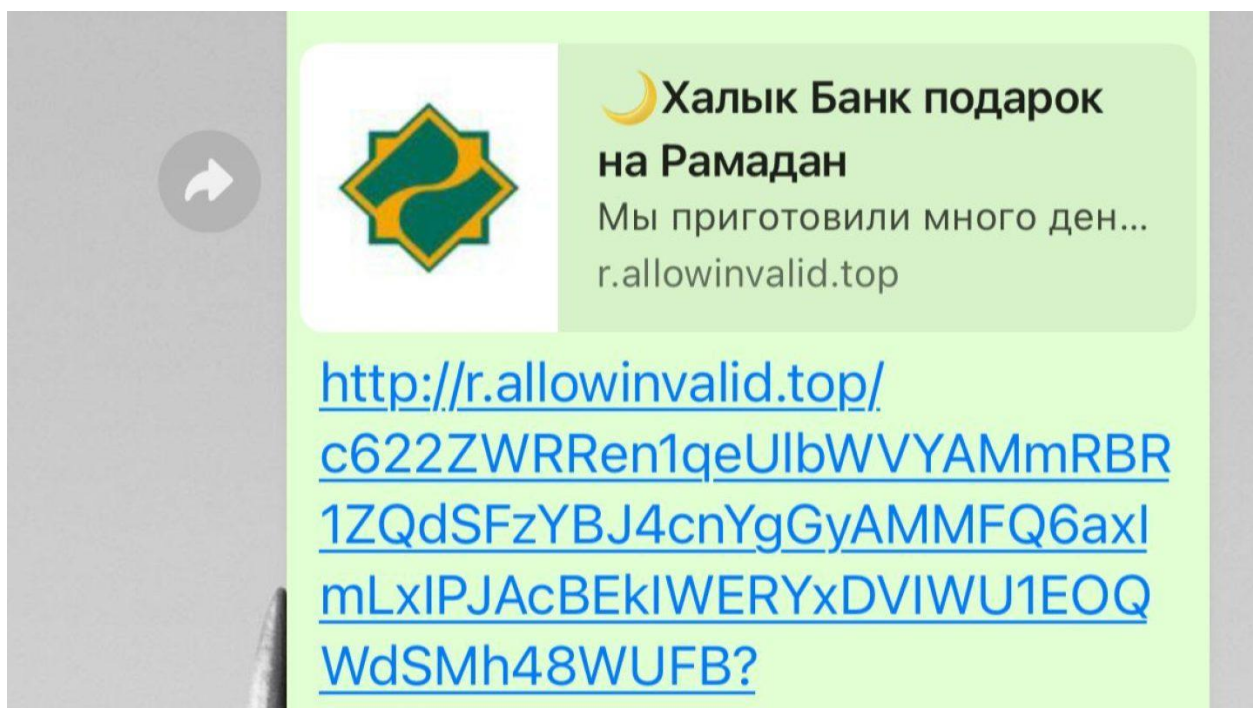 🌙Халык Банк подарок
на Рамадан
Мы приготовили много ден...
r.allowinvalid.top
http://r.allowinvalid.top/
c622ZWRRen1qeUlbWVYAMmRBR
1ZQdSFzYBJ4cnYgGyAMMFQ6axI
mLxIPJAcBEkIWERYxDVIWU1EOQ
WdSMh48WUFB?